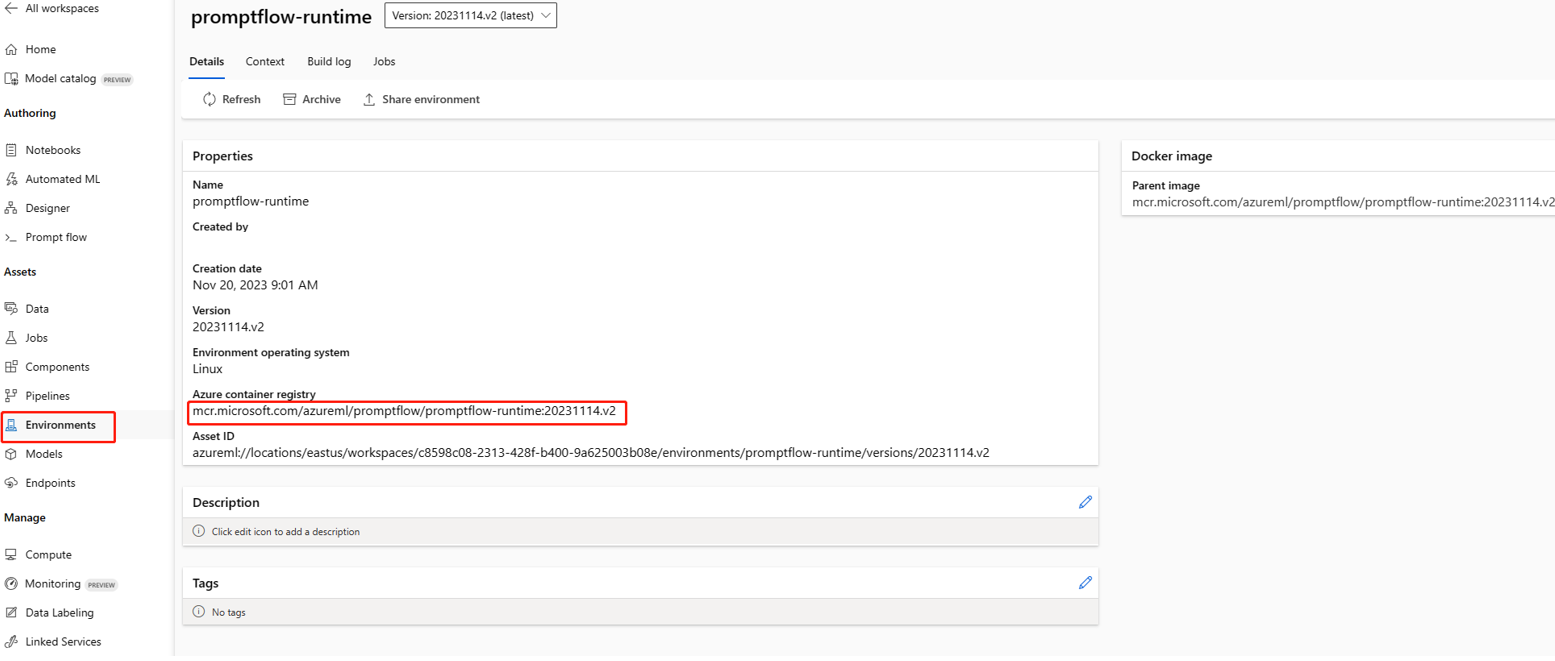 All workspaces
Home
Model catalog PREVIEW
Authoring
Notebooks
Automated ML
Designer
Prompt flow
Assets
Data
Jobs
Components
Pipelines
Environments
Models
Endpoints
Manage
Compute
Monitoring PREVIEW
Data Labeling
Linked Services
promptflow-runtime
Version: 20231114.v2 (latest)
Details Context Build log Jobs
Refresh Archive Share environment
Properties
Name
promptflow-runtime
Created by
Creation date
Nov 20, 2023 9:01 AM
Version
20231114.v2
Environment operating system
Linux
Azure container registry
mcr.microsoft.com/azureml/promptflow/promptflow-runtime:20231114.v2
Asset ID
azureml://locations/eastus/workspaces/c8598c08-2313-428f-b400-9a625003b08e/environments/promptflow-runtime/versions/20231114.v2
Description
Click edit icon to add a description
Tags
No tags
Docker image
Parent image
mcr.microsoft.com/azureml/promptflow/promptflow-runtime:20231114.v2